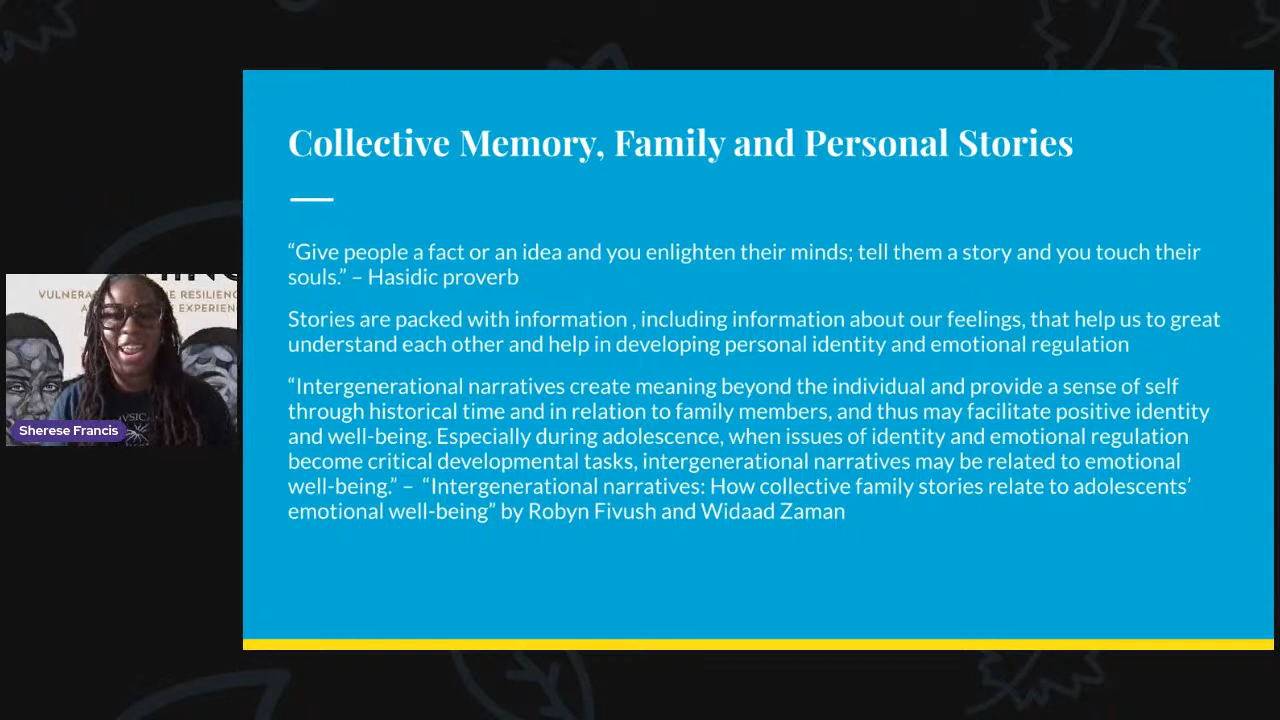 Collective Memory, Family and Personal Stories
“Give people a fact or an idea and you enlighten their minds; tell them a story and you touch their
souls.” – Hasidic proverb
Stories are packed with information , including information about our feelings, that help us to great
understand each other and help in developing personal identity and emotional regulation
“Intergenerational narratives create meaning beyond the individual and provide a sense of self
through historical time and in relation to family members, and thus may facilitate positive identity
and well-being. Especially during adolescence, when issues of identity and emotional regulation
become critical developmental tasks, intergenerational narratives may be related to emotional
well-being.” – “Intergenerational narratives: How collective family stories relate to adolescents’
emotional well-being” by Robyn Fivush and Widaad Zaman
RESILIENC
EXPERIEN
Sherese Francis